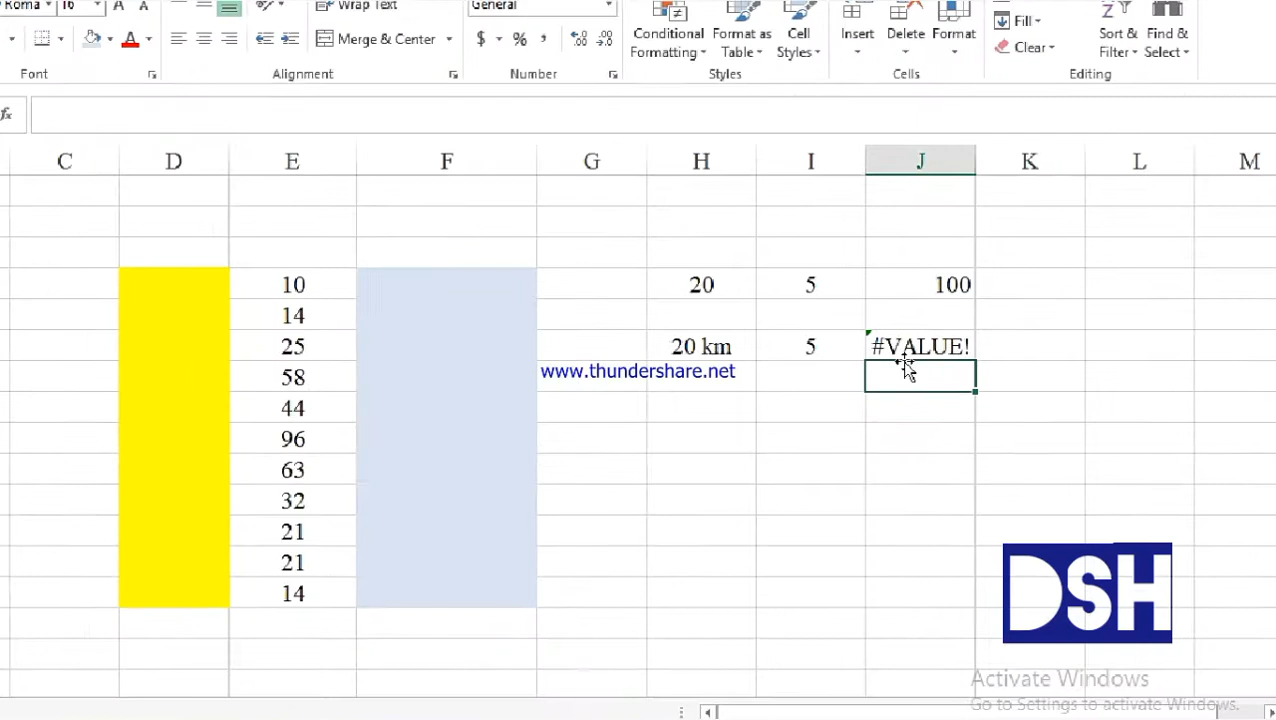 Roma 16 Wrap Text General
Merge & Center $ % , Conditional Formatting Format as Table Cell Styles Insert Delete Format Fill Clear Sort & Filter Find & Select
Font Alignment Number Styles Cells Editing
fx
C D E F G H I J K L M
10 20 5 100
14
25 20 km 5 #VALUE!
www.thundershare.net
58
44
96
63
32
21
21
14
DSH
Activate Windows
Go to Settings to activate Windows.